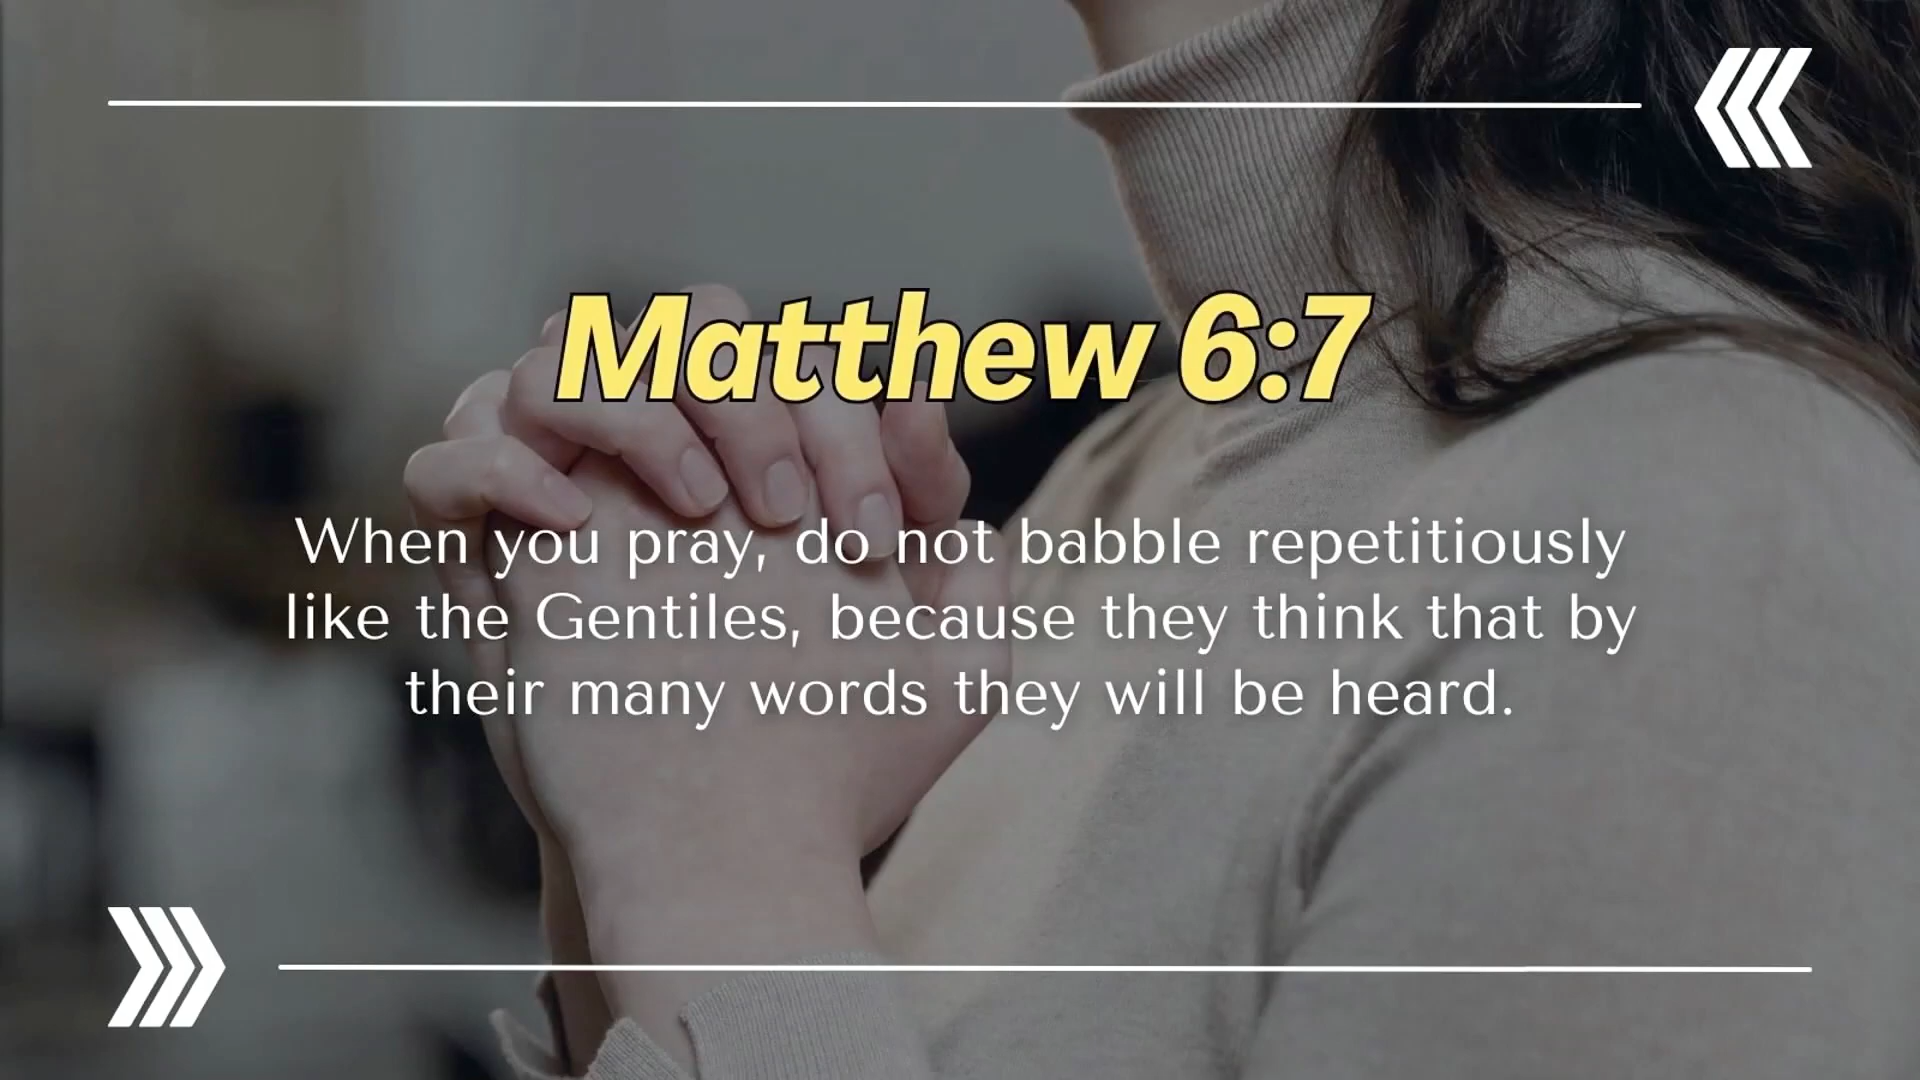 Matthew 6:7
When you pray, do not babble repetitiously
like the Gentiles, because they think that by
their many words they will be heard.